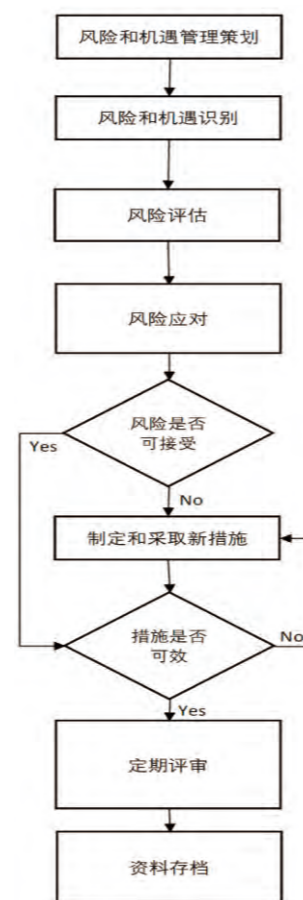 风险和机遇管理策划
风险和机遇识别
风险评估
风险应对
风险是否
可接受
Yes
No
制定和采取新措施
措施是否
可效
No
Yes
定期评审
资料存档